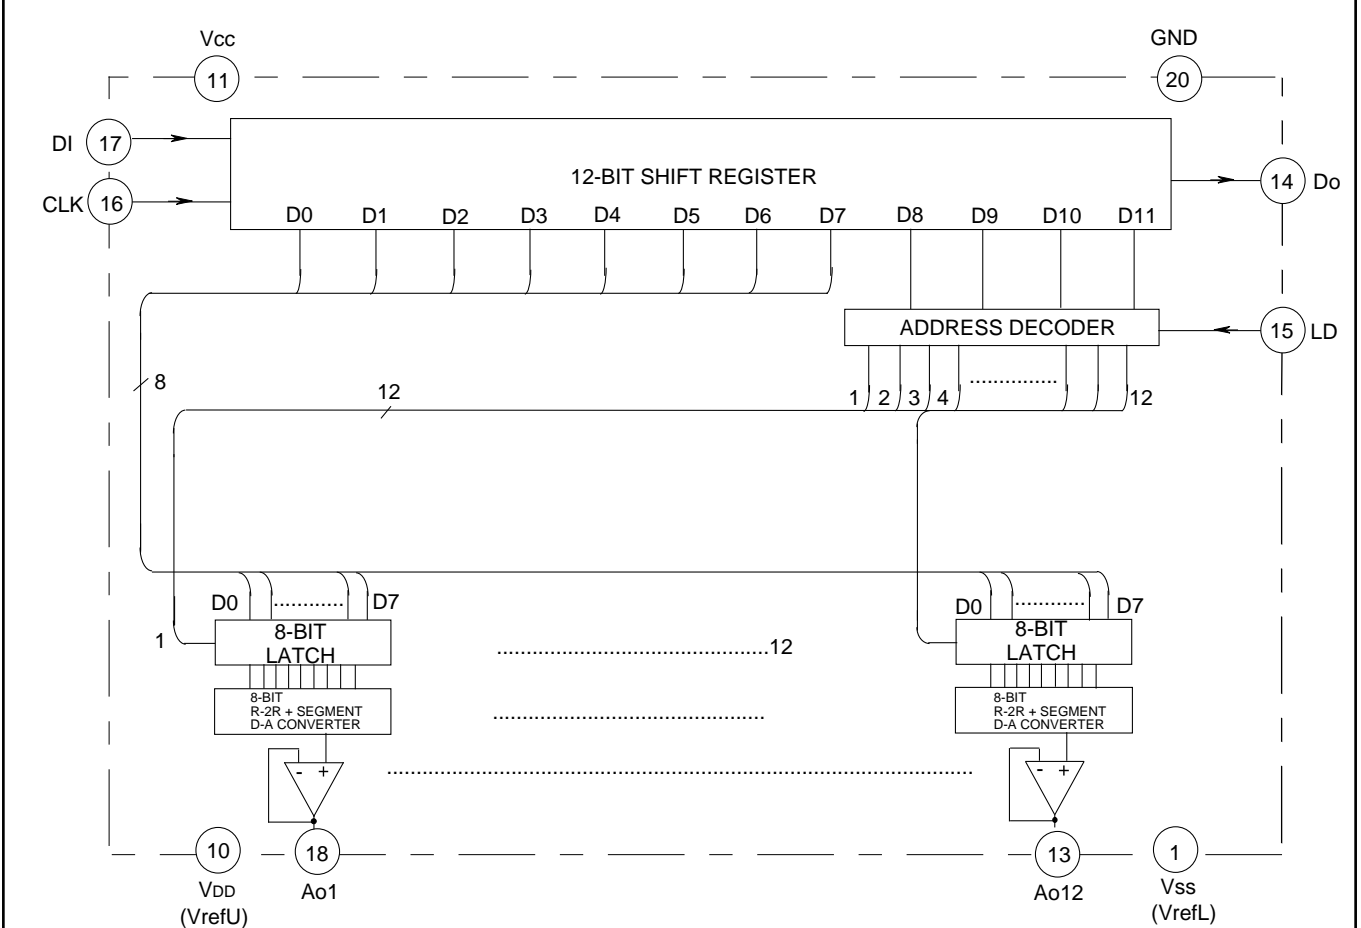 Vcc
GND
11
20
DI 17
12-BIT SHIFT REGISTER
14 Do
CLK 16
D0 D1 D2 D3 D4 D5 D6 D7 D8 D9 D10 D11
ADDRESS DECODER
15 LD
8
12
1 2 3 4 ............... 12
D0 ............ D7
D0 ............ D7
1
8-BIT
LATCH
...............................................12
8-BIT
LATCH
8-BIT
R-2R + SEGMENT
D-A CONVERTER
...............................................
8-BIT
R-2R + SEGMENT
D-A CONVERTER
- +
- +
10
18
13
1
VDD
(VrefU)
Ao1
Ao12
Vss
(VrefL)